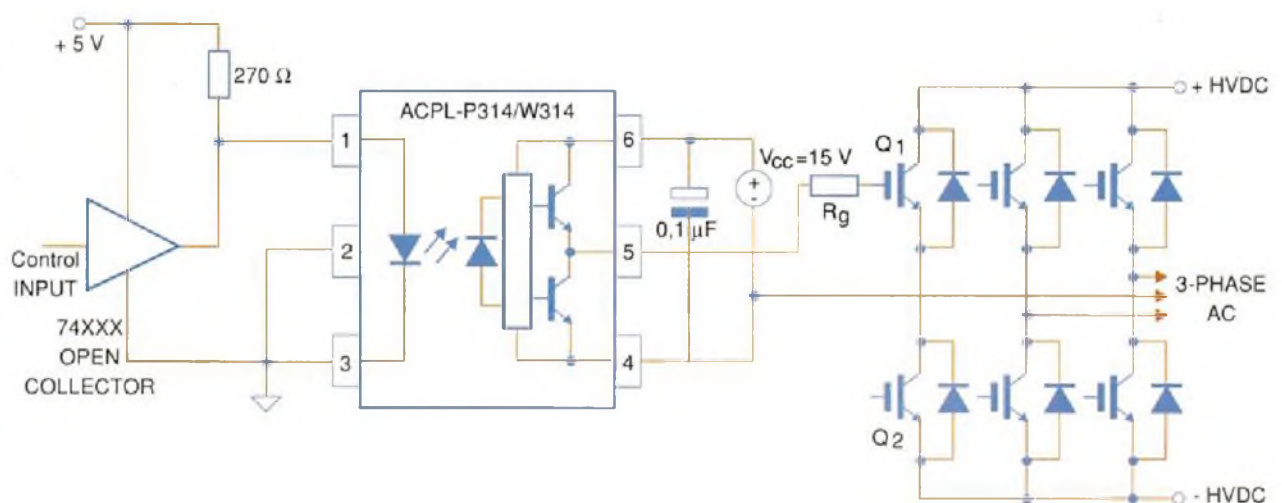 + 5 V
270 Ω
Control
INPUT
74XXX
OPEN
COLLECTOR
ACPL-P314/W314
1
2
3
6
5
4
0,1 µF
VCC=15 V
Rg
Q1
Q2
+ HVDC
3-PHASE
AC
- HVDC
+
-